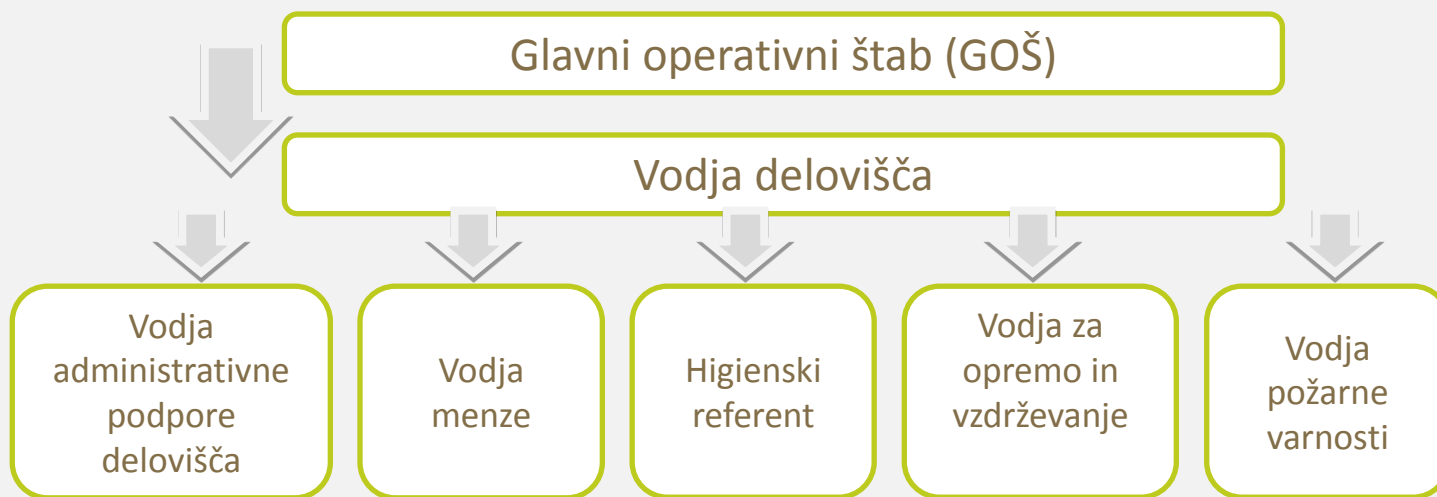 Glavni operativni štab (GOŠ)
Vodja delovišča
Vodja
administrativne
podpore
delovišča
Vodja
menze
Higienski
referent
Vodja za
opremo in
vzdrževanje
Vodja
požarne
varnosti